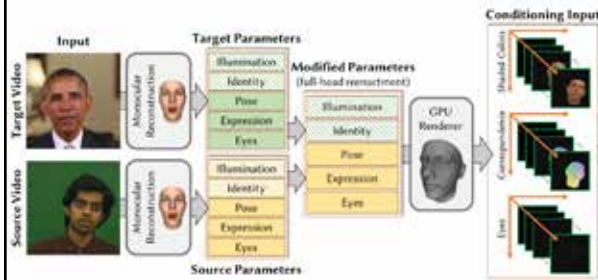 Input
Target Video
Source Video
Monocular
Reconstruction
Monocular
Reconstruction
Target Parameters
Illumination
Identity
Pose
Expression
Eyes
Illumination
Identity
Pose
Expression
Eyes
Source Parameters
Modified Parameters
(full-head reenactment)
Illumination
Identity
Pose
Expression
Eyes
GPU
Renderer
Conditioning Input
Shaded Colors
Correspondence
Eyes